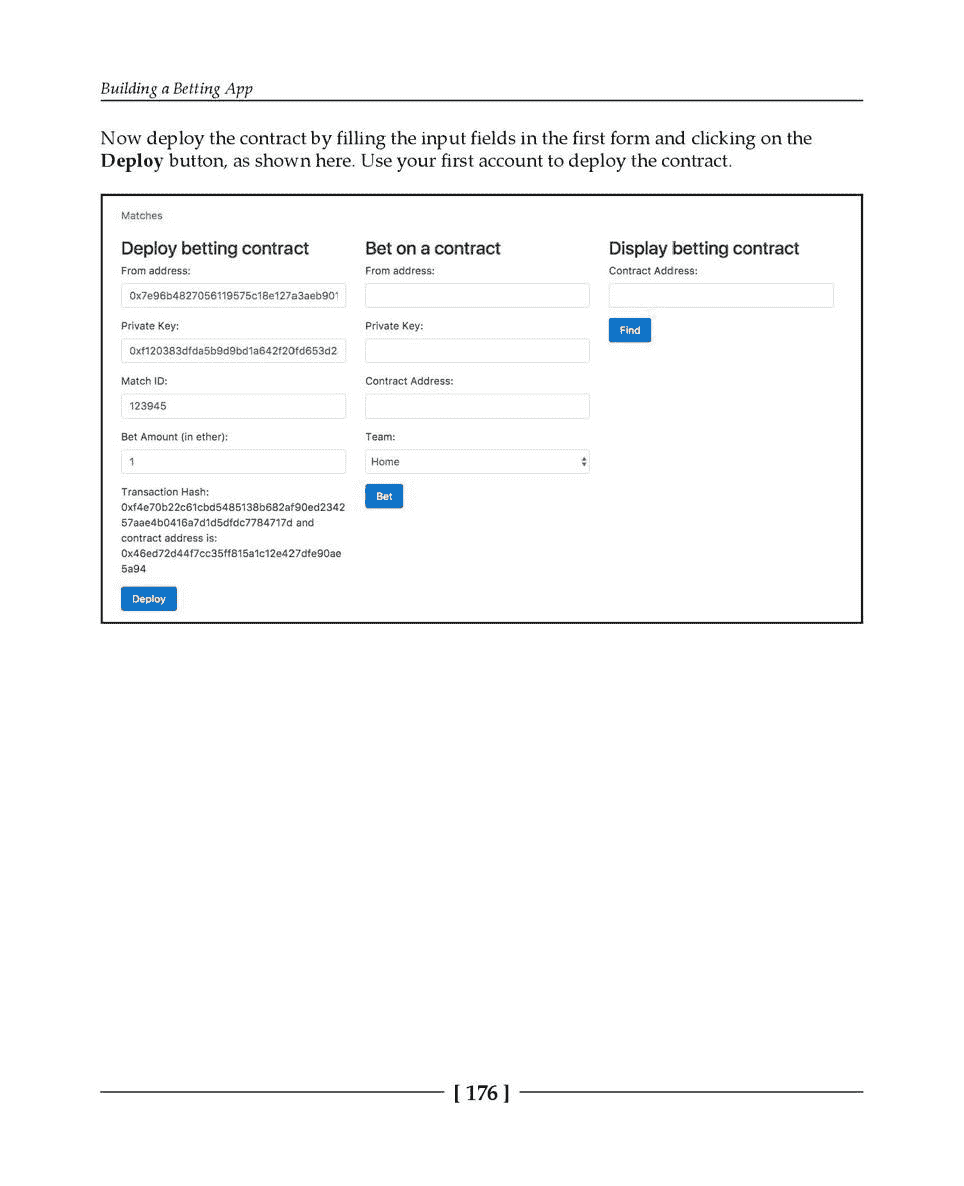 Building a Betting App
Now deploy the contract by filling the input fields in the first form and clicking on the
Deploy button, as shown here. Use your first account to deploy the contract.
Matches
Deploy betting contract
From address:
0x7e96b4827056119575c18e127a3aeb901
Private Key:
0xf120383dfda5b9d9bd1a642f20fd653d2
Match ID:
123945
Bet Amount (in ether):
1
Transaction Hash:
0xf4e70b22c61cbd5485138b682af90ed2342
57aae4b0416a7d1d5dfdc7784717d and
contract address is:
0x46ed72d44f7cc35ff815a1c12e427dfe90ae
5a94
Deploy
Bet on a contract
From address:
Private Key:
Contract Address:
Team:
Home
Bet
Display betting contract
Contract Address:
Find
[ 176 ]